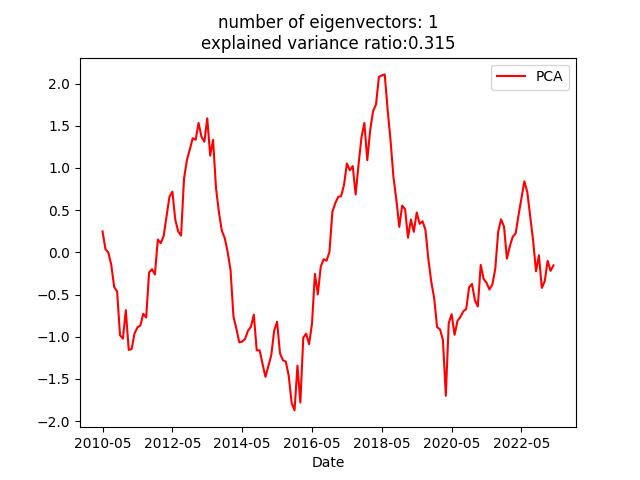 number of eigenvectors: 1
explained variance ratio:0.315
PCA
2.0
1.5
1.0
0.5
0.0
−0.5
−1.0
−1.5
−2.0
2010-05 2012-05 2014-05 2016-05 2018-05 2020-05 2022-05
Date